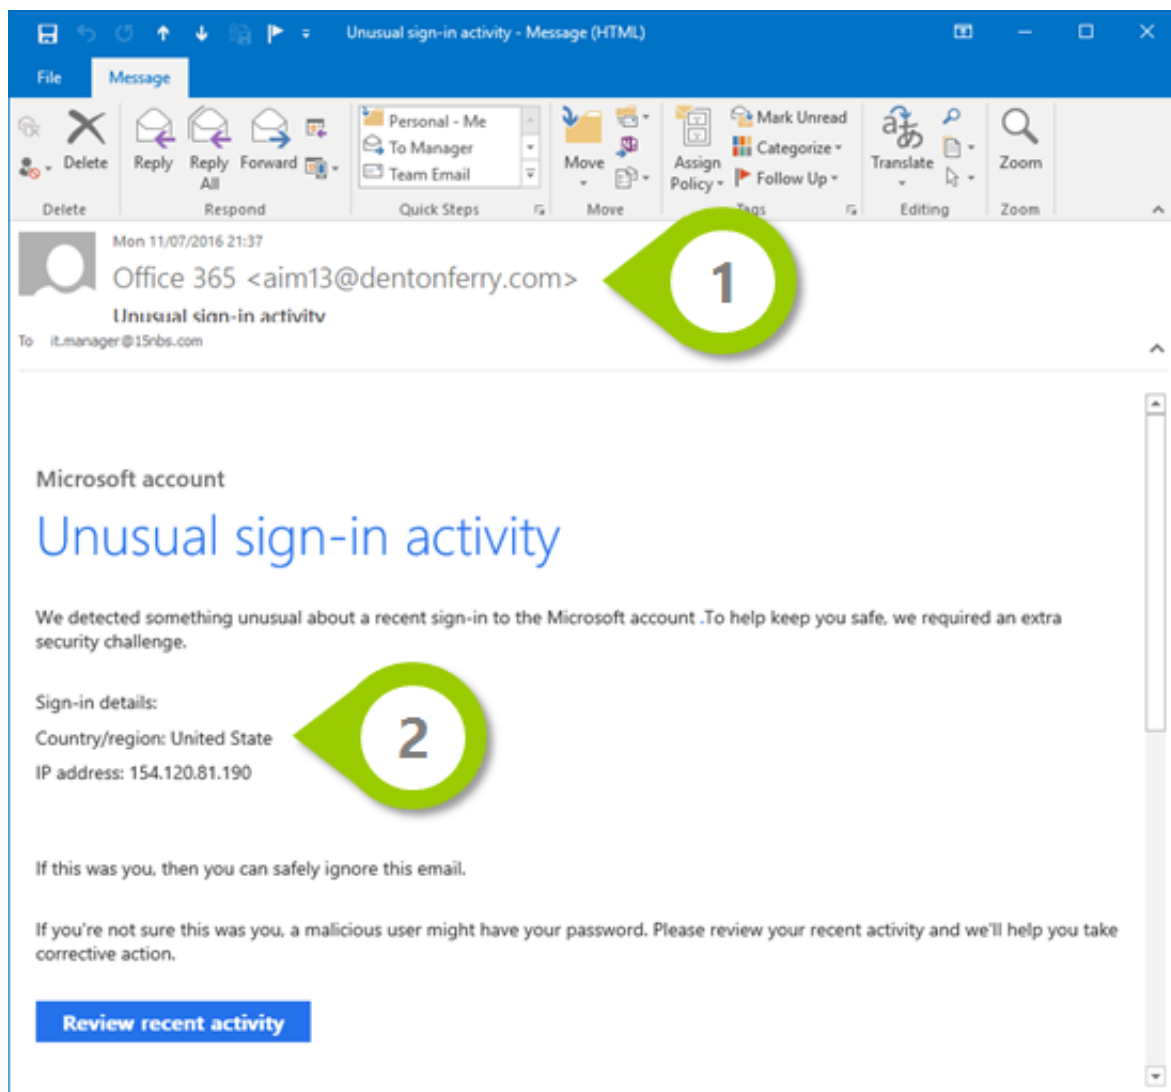 Unusual sign-in activity - Message (HTML)
File Message
Delete
Reply
Reply All
Forward
Personal - Me
To Manager
Team Email
Move
Assign Policy
Mark Unread
Categorize
Follow Up
Translate
Zoom
Delete Respond Quick Steps Move Tags Editing Zoom
Mon 11/07/2016 21:37
Office 365 <aim13@dentonferry.com>
1
Unusual sign-in activity
To it.manager@15nbs.com
Microsoft account
Unusual sign-in activity
We detected something unusual about a recent sign-in to the Microsoft account .To help keep you safe, we required an extra
security challenge.
Sign-in details:
Country/region: United State
2
IP address: 154.120.81.190
If this was you, then you can safely ignore this email.
If you're not sure this was you, a malicious user might have your password. Please review your recent activity and we'll help you take
corrective action.
Review recent activity